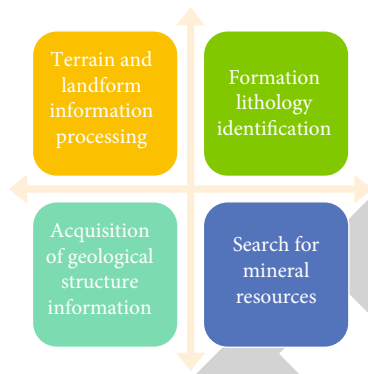 Terrain and
landform
information
processing
Formation
lithology
identification
Acquisition
of geological
structure
information
Search for
mineral
resources